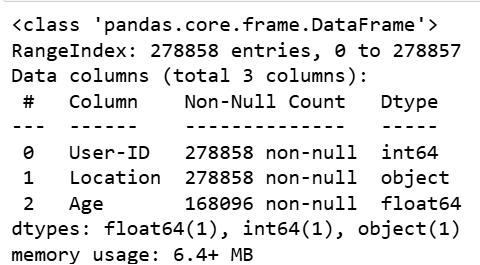 <class 'pandas.core.frame.DataFrame'>
RangeIndex: 278858 entries, 0 to 278857
Data columns (total 3 columns):
 #   Column    Non-Null Count   Dtype
---  ------    --------------   -----
 0   User-ID   278858 non-null  int64
 1   Location  278858 non-null  object
 2   Age       168096 non-null  float64
dtypes: float64(1), int64(1), object(1)
memory usage: 6.4+ MB